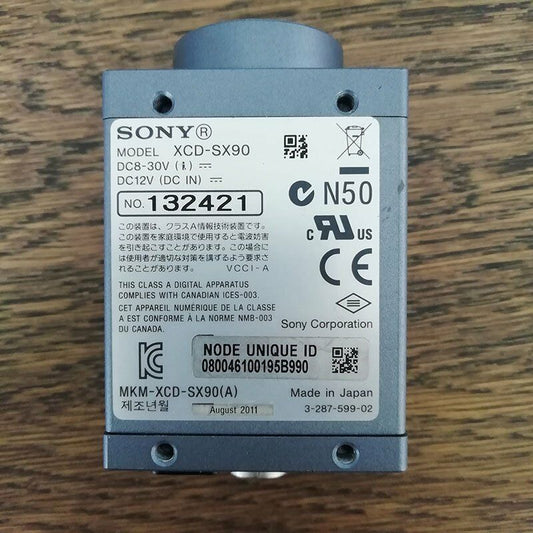 SONY®
MODEL XCD-SX90
DC8-30V (i) ⎓
DC12V (DC IN) ⎓
NO. 132421
N50
この装置は、クラスA情報技術装置です。こ
の装置を家庭環境で使用すると電波妨害
を引き起こすことがあります。この場合に
は使用者が適切な対策を講ずるよう要求さ
れることがあります。 VCCI-A
c RU us
CE
THIS CLASS A DIGITAL APPARATUS
COMPLIES WITH CANADIAN ICES-003.
CET APPAREIL NUMÉRIQUE DE LA CLASSE
A EST CONFORME À LA NORME NMB-003
DU CANADA.
Sony Corporation
NODE UNIQUE ID
080046100195B990
MKM-XCD-SX90(A)
제조년월
August 2011
Made in Japan
3-287-599-02